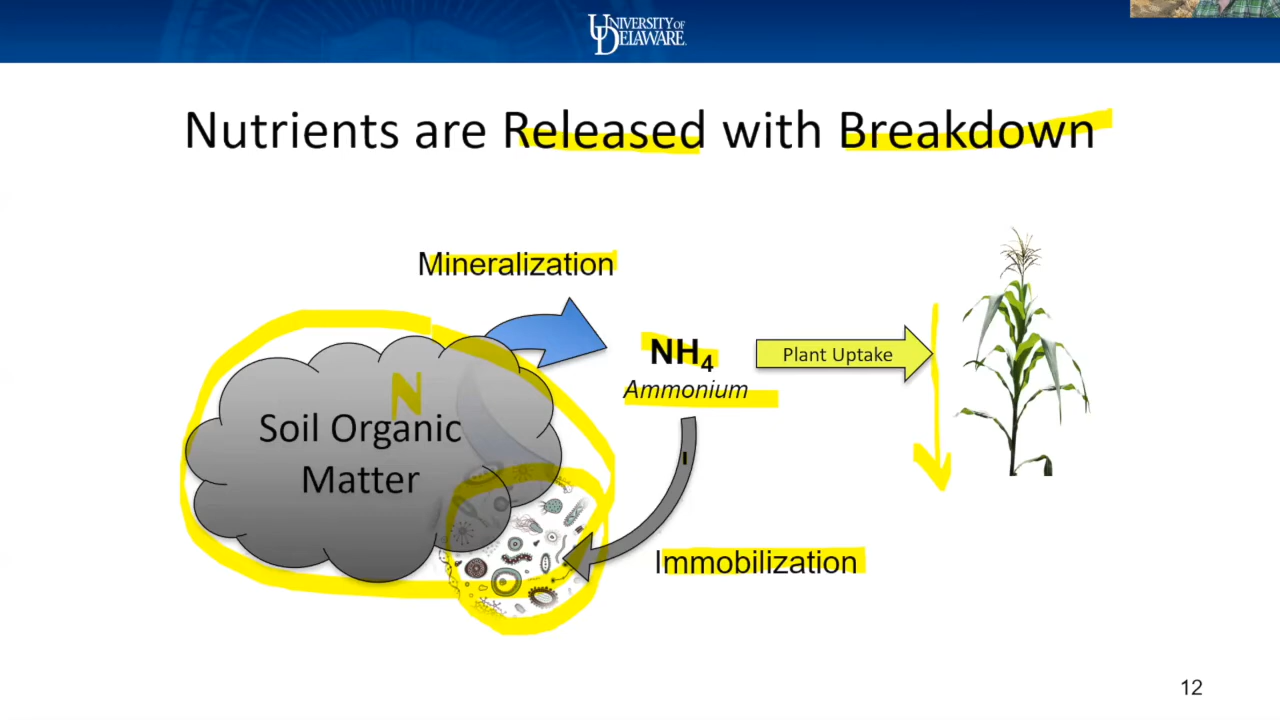 UNIVERSITY OF
DELAWARE
Nutrients are Released with Breakdown
Mineralization
N
NH4
Ammonium
Plant Uptake
Soil Organic
Matter
Immobilization
12